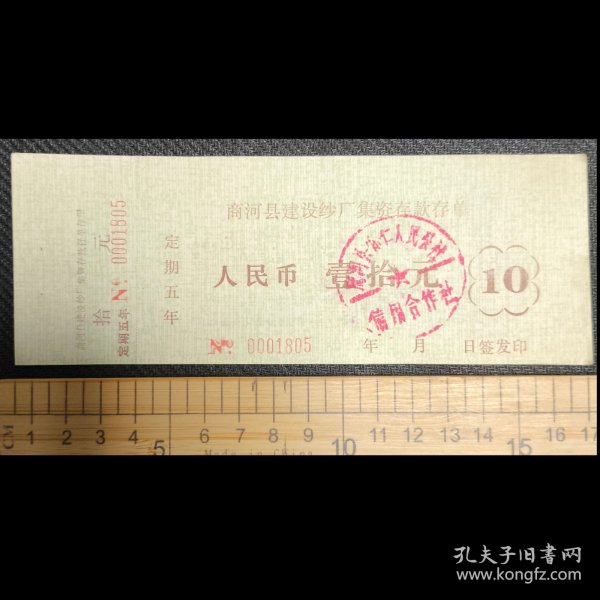 商河县建设纱厂集资存款存单
定期五年
人民币 壹拾元
10
№ 0001805
年 月 日签发印
拾元
定期五年 № 0001805
信用合作社
CM 1 2 3 4 5 6 7 8 9 10 11 12 13 14 15 16
Made in China
孔夫子旧书网
www.kongfz.com